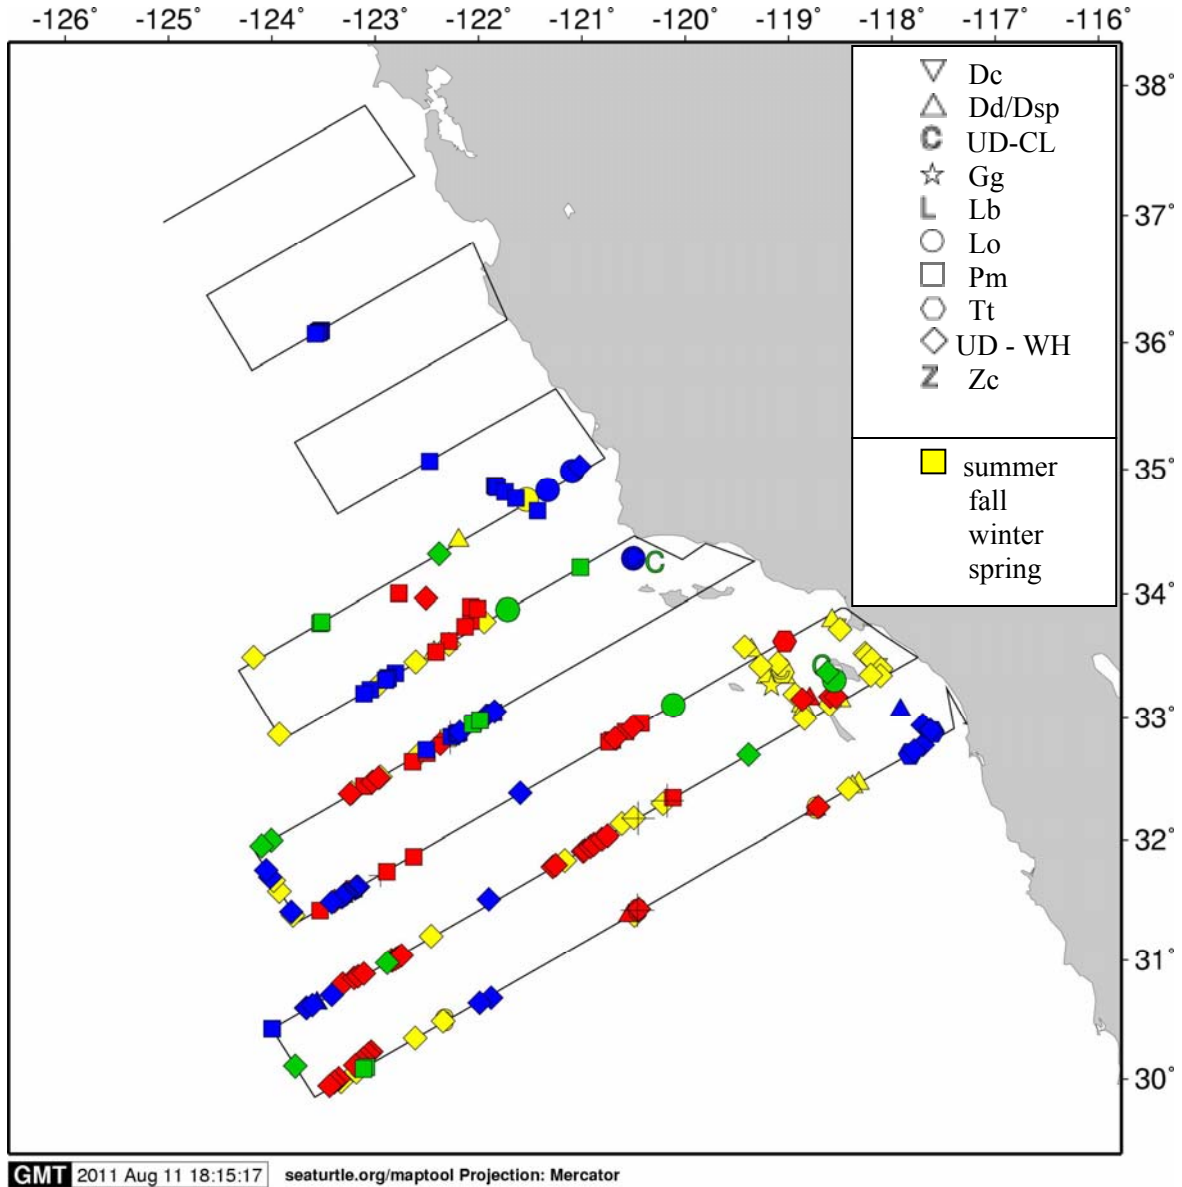 -126° -125° -124° -123° -122° -121° -120° -119° -118° -117° -116°
38°
37°
36°
35°
34°
33°
32°
31°
30°
Dc
Dd/Dsp
C UD-CL
Gg
L Lb
Lo
Pm
Tt
UD - WH
Z Zc
summer
fall
winter
spring
C
C
GMT 2011 Aug 11 18:15:17 seaturtle.org/maptool Projection: Mercator